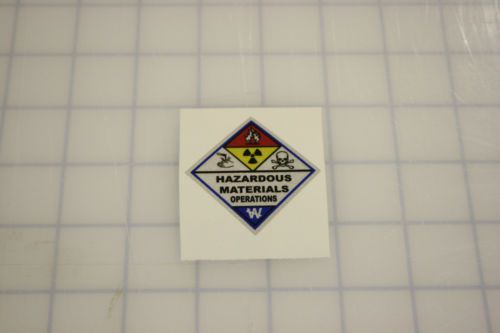 HAZARDOUS
MATERIALS
OPERATIONS
W